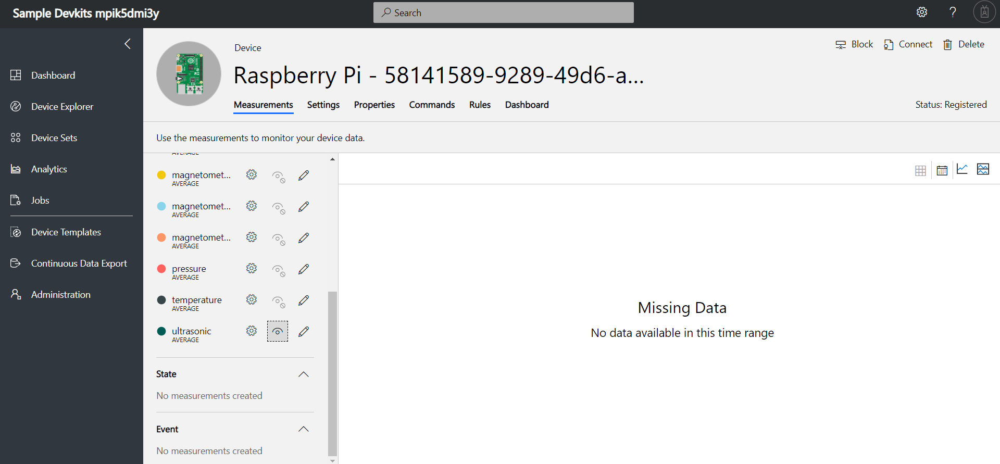 Sample Devkits mpik5dmi3y
Search
Dashboard
Device Explorer
Device Sets
Analytics
Jobs
Device Templates
Continuous Data Export
Administration
Device
Raspberry Pi - 58141589-9289-49d6-a...
Block
Connect
Delete
Measurements
Settings
Properties
Commands
Rules
Dashboard
Status: Registered
Use the measurements to monitor your device data.
AVERAGE
magnetomet...
AVERAGE
magnetomet...
AVERAGE
magnetomet...
AVERAGE
pressure
AVERAGE
temperature
AVERAGE
ultrasonic
AVERAGE
State
No measurements created
Event
No measurements created
Missing Data
No data available in this time range